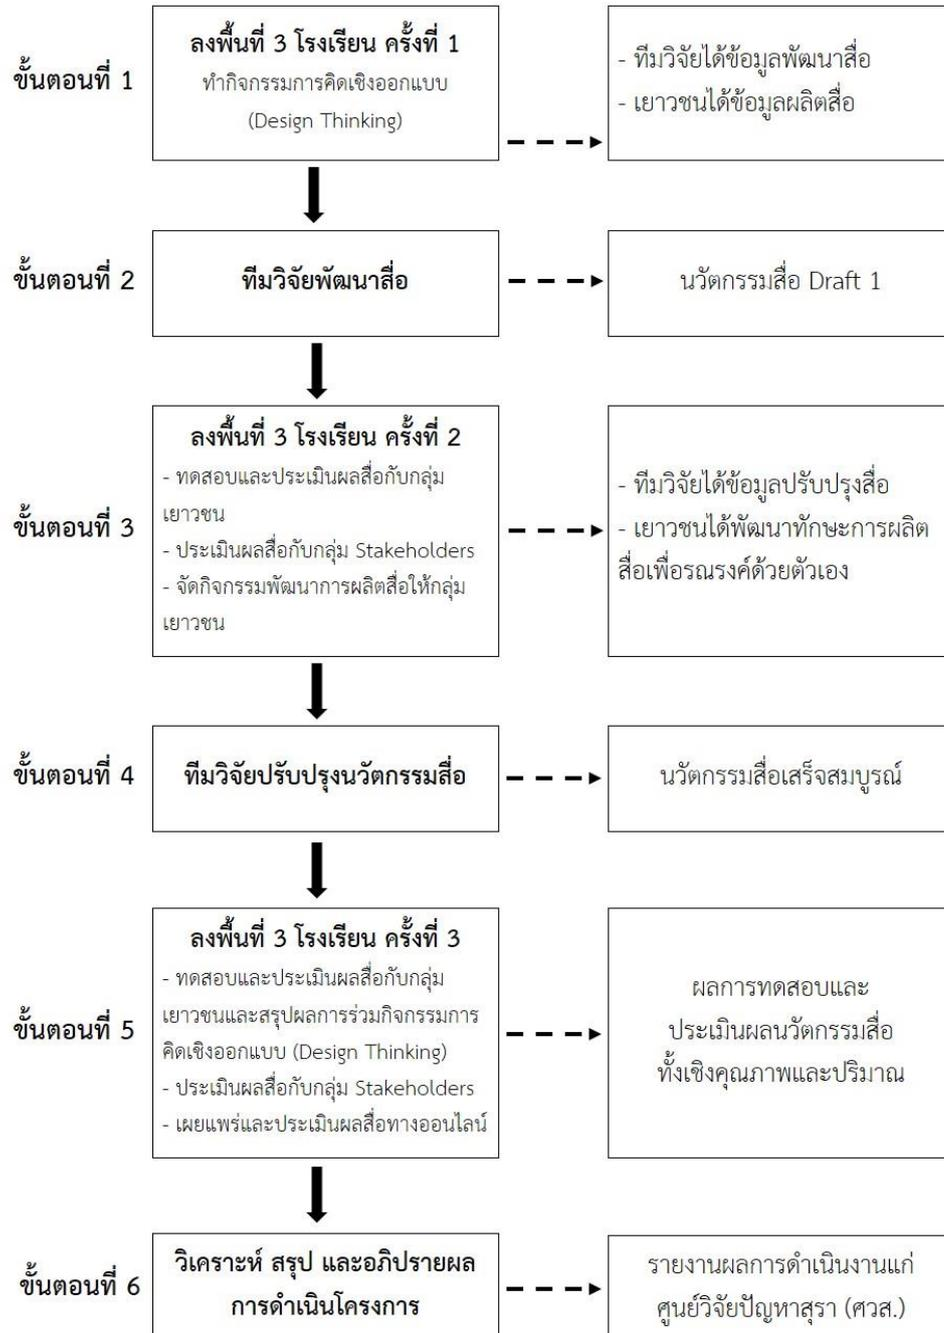 ขั้นตอนที่ 1
ลงพื้นที่ 3 โรงเรียน ครั้งที่ 1
ทำกิจกรรมการคิดเชิงออกแบบ
(Design Thinking)
- ทีมวิจัยได้ข้อมูลพัฒนาสื่อ
- เยาวชนได้ข้อมูลผลิตสื่อ
ขั้นตอนที่ 2
ทีมวิจัยพัฒนาสื่อ
นวัตกรรมสื่อ Draft 1
ขั้นตอนที่ 3
ลงพื้นที่ 3 โรงเรียน ครั้งที่ 2
- ทดสอบและประเมินผลสื่อกับกลุ่ม
เยาวชน
- ประเมินผลสื่อกับกลุ่ม Stakeholders
- จัดกิจกรรมพัฒนาการผลิตสื่อให้กลุ่ม
เยาวชน
- ทีมวิจัยได้ข้อมูลปรับปรุงสื่อ
- เยาวชนได้พัฒนาทักษะการผลิต
สื่อเพื่อรณรงค์ด้วยตัวเอง
ขั้นตอนที่ 4
ทีมวิจัยปรับปรุงนวัตกรรมสื่อ
นวัตกรรมสื่อเสร็จสมบูรณ์
ขั้นตอนที่ 5
ลงพื้นที่ 3 โรงเรียน ครั้งที่ 3
- ทดสอบและประเมินผลสื่อกับกลุ่ม
เยาวชนและสรุปผลการร่วมกิจกรรมการ
คิดเชิงออกแบบ (Design Thinking)
- ประเมินผลสื่อกับกลุ่ม Stakeholders
- เผยแพร่และประเมินผลสื่อทางออนไลน์
ผลการทดสอบและ
ประเมินผลนวัตกรรมสื่อ
ทั้งเชิงคุณภาพและปริมาณ
ขั้นตอนที่ 6
วิเคราะห์ สรุป และอภิปรายผล
การดำเนินโครงการ
รายงานผลการดำเนินงานแก่
ศูนย์วิจัยปัญหาสุรา (ศวส.)